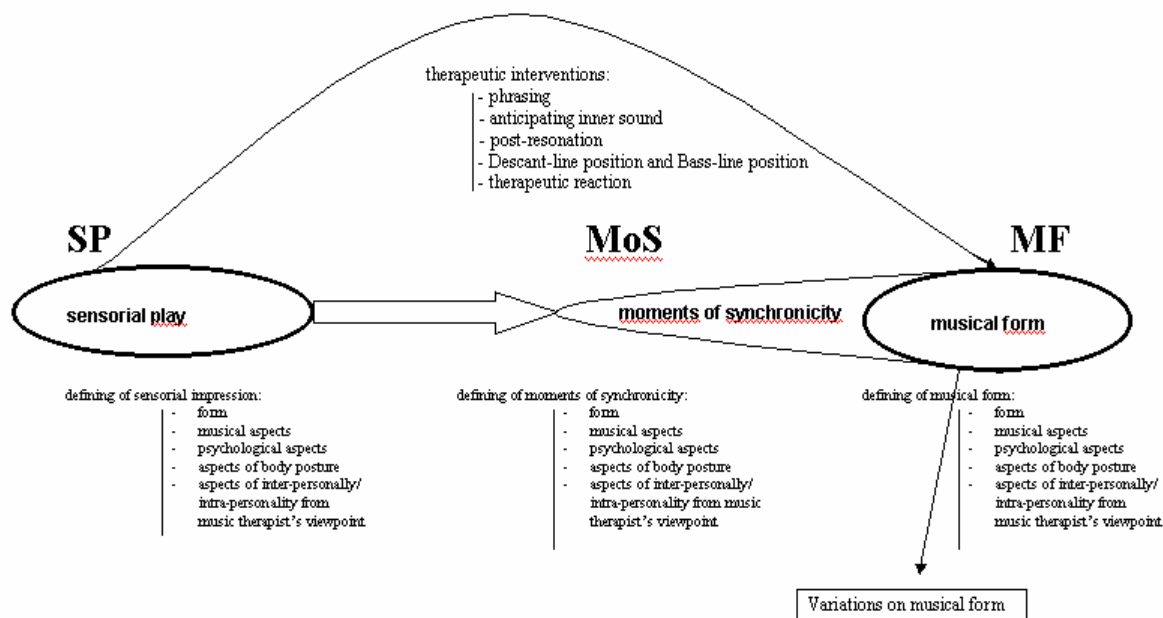 therapeutic interventions:
- phrasing
- anticipating inner sound
- post-resonation
- Descant-line position and Bass-line position
- therapeutic reaction
SP
MoS
MF
sensorial play
moments of synchronicity
musical form
defining of sensorial impression:
- form
- musical aspects
- psychological aspects
- aspects of body posture
- aspects of inter-personally/
intra-personality from
music therapist's viewpoint
defining of moments of synchronicity:
- form
- musical aspects
- psychological aspects
- aspects of body posture
- aspects of inter-personally/
intra-personality from music
therapist's viewpoint
defining of musical form:
- form
- musical aspects
- psychological aspects
- aspects of body posture
- aspects of inter-personally/
intra-personality from
music therapist's viewpoint
Variations on musical form